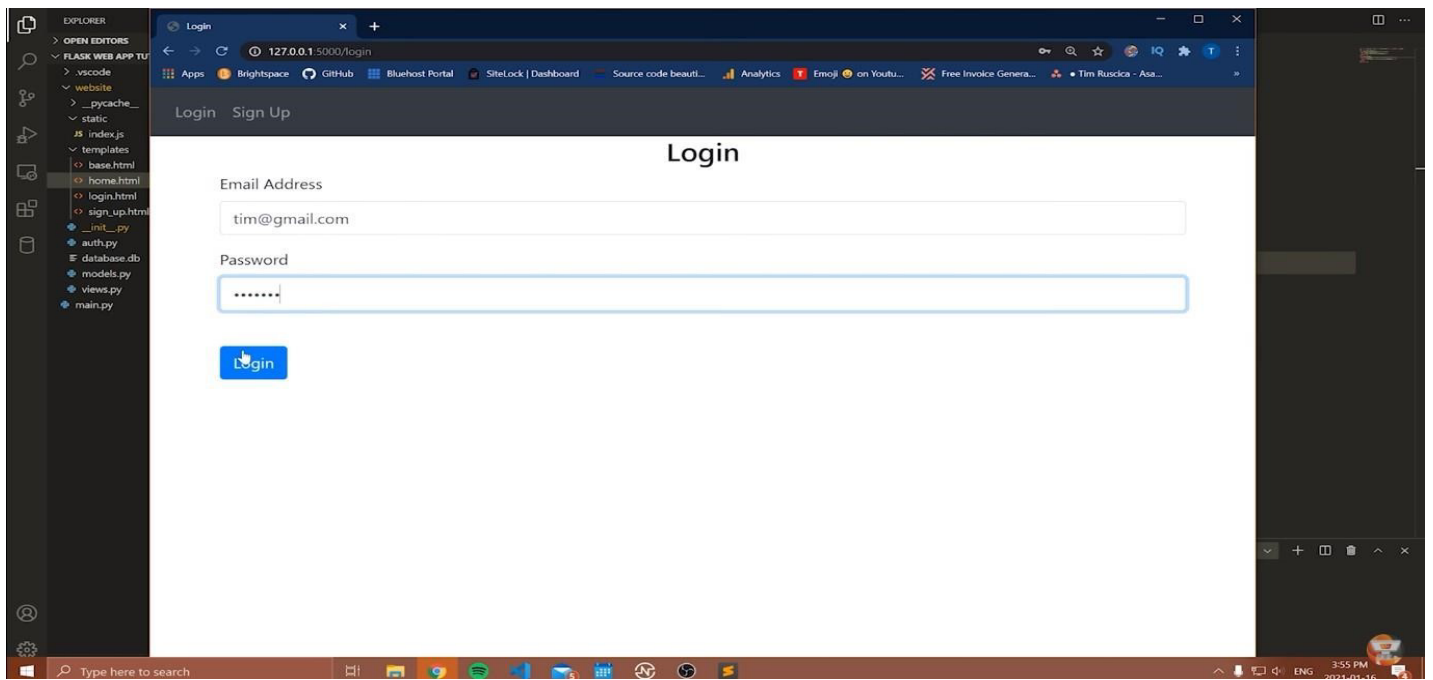 EXPLORER
OPEN EDITORS
FLASK WEB APP TU
.vscode
website
__pycache__
static
JS index.js
templates
base.html
home.html
login.html
sign_up.html
__init__.py
auth.py
database.db
models.py
views.py
main.py
Login
127.0.0.1:5000/login
IQ T
Apps Brightspace GitHub Bluehost Portal SiteLock | Dashboard Source code beauti... Analytics Emoji on Youtu... Free Invoice Genera... Tim Ruscica - Asa... »
Login Sign Up
Login
Email Address
tim@gmail.com
Password
•••••••
Login
Type here to search
ENG
3:55 PM
2021-01-16